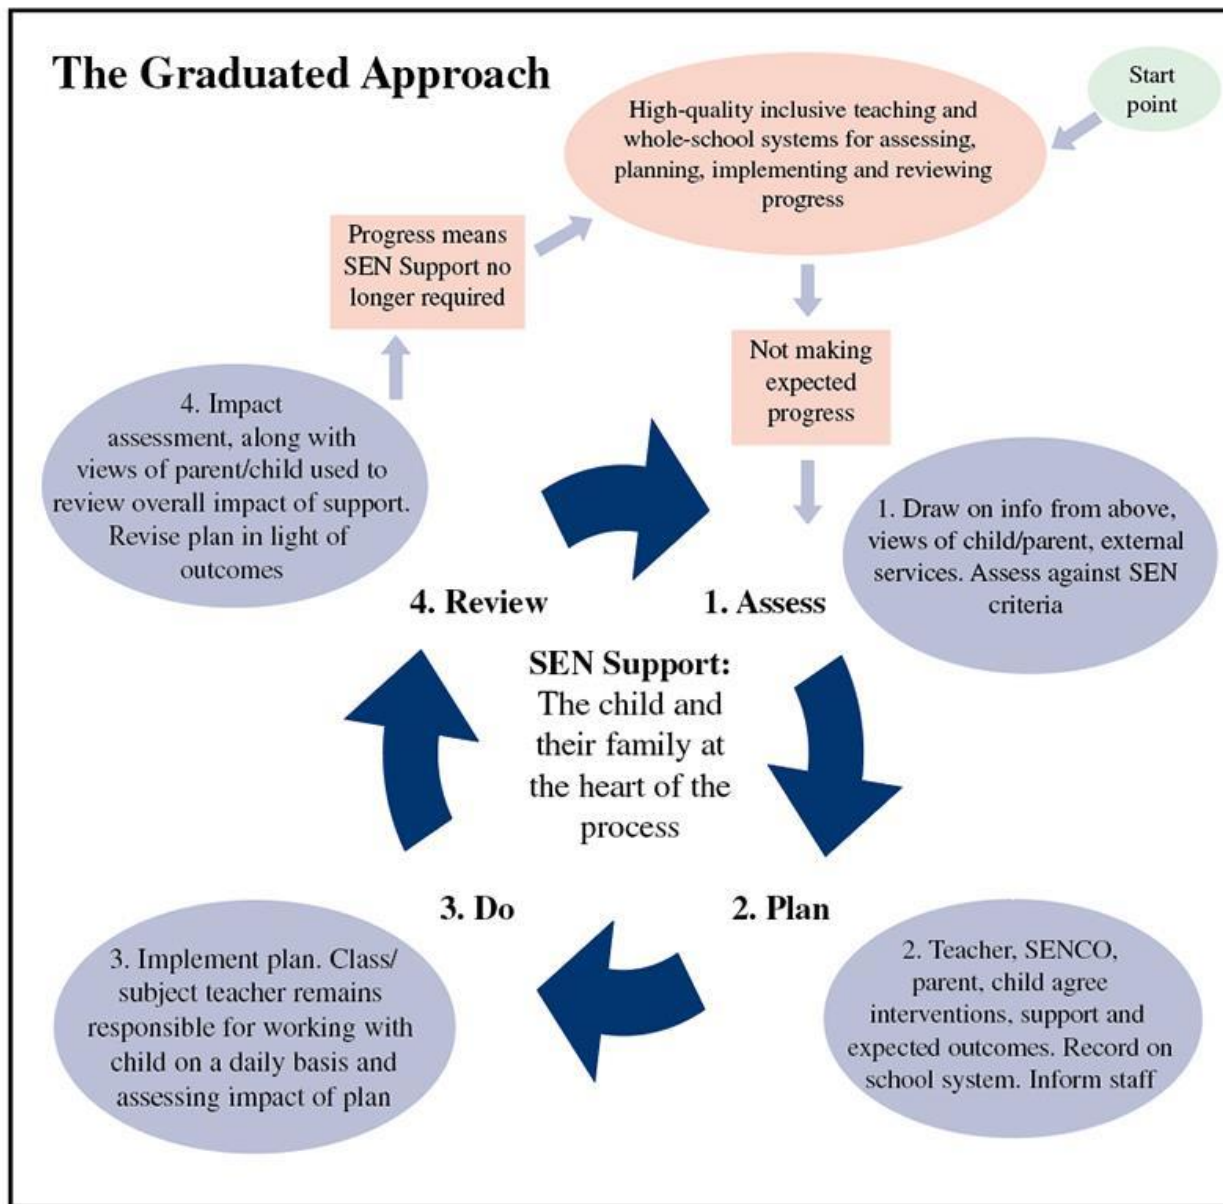 The Graduated Approach
Start
point
High-quality inclusive teaching and
whole-school systems for assessing,
planning, implementing and reviewing
progress
Progress means
SEN Support no
longer required
Not making
expected
progress
4. Impact
assessment, along with
views of parent/child used to
review overall impact of support.
Revise plan in light of
outcomes
1. Draw on info from above,
views of child/parent, external
services. Assess against SEN
criteria
4. Review
1. Assess
SEN Support:
The child and
their family at
the heart of the
process
3. Do
2. Plan
3. Implement plan. Class/
subject teacher remains
responsible for working with
child on a daily basis and
assessing impact of plan
2. Teacher, SENCO,
parent, child agree
interventions, support and
expected outcomes. Record on
school system. Inform staff